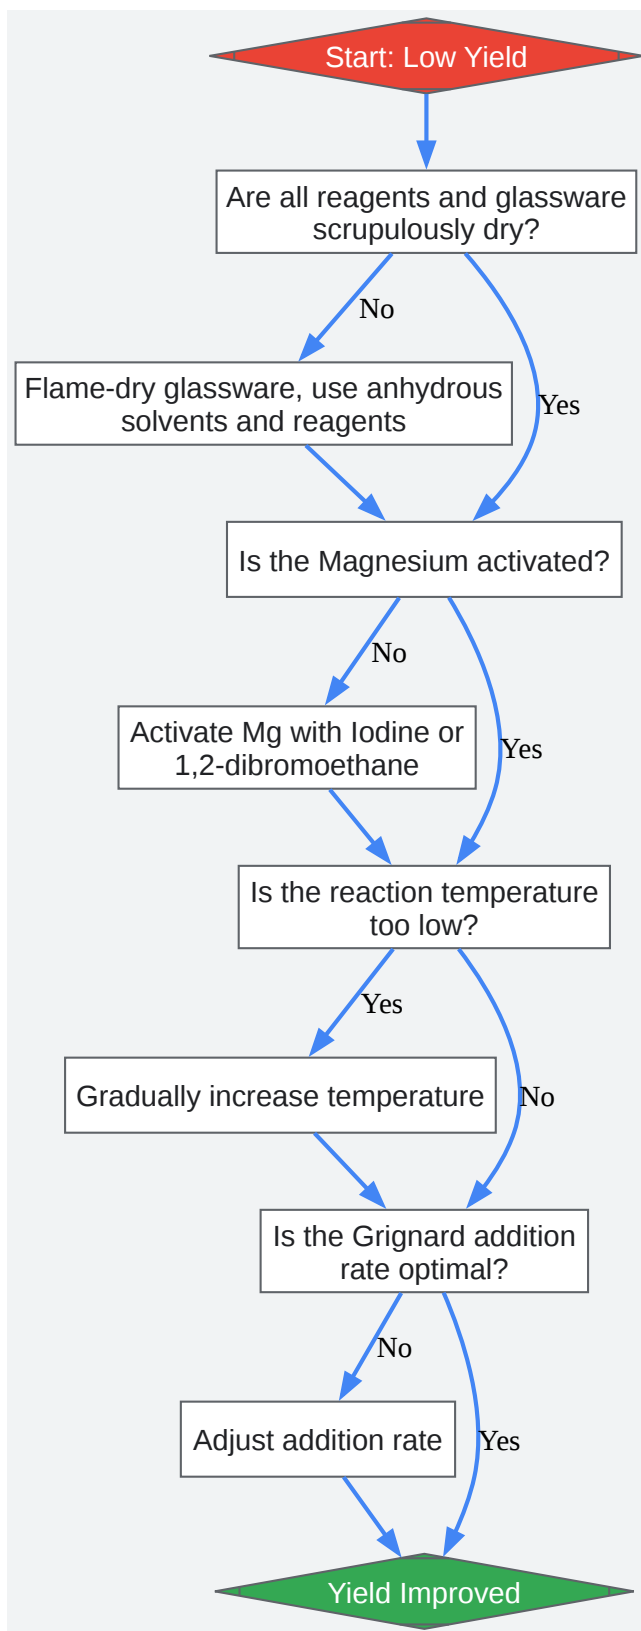 Start: Low Yield
Are all reagents and glassware
scrupulously dry?
No
Yes
Flame-dry glassware, use anhydrous
solvents and reagents
Is the Magnesium activated?
No
Yes
Activate Mg with Iodine or
1,2-dibromoethane
Is the reaction temperature
too low?
Yes
No
Gradually increase temperature
Is the Grignard addition
rate optimal?
No
Yes
Adjust addition rate
Yield Improved